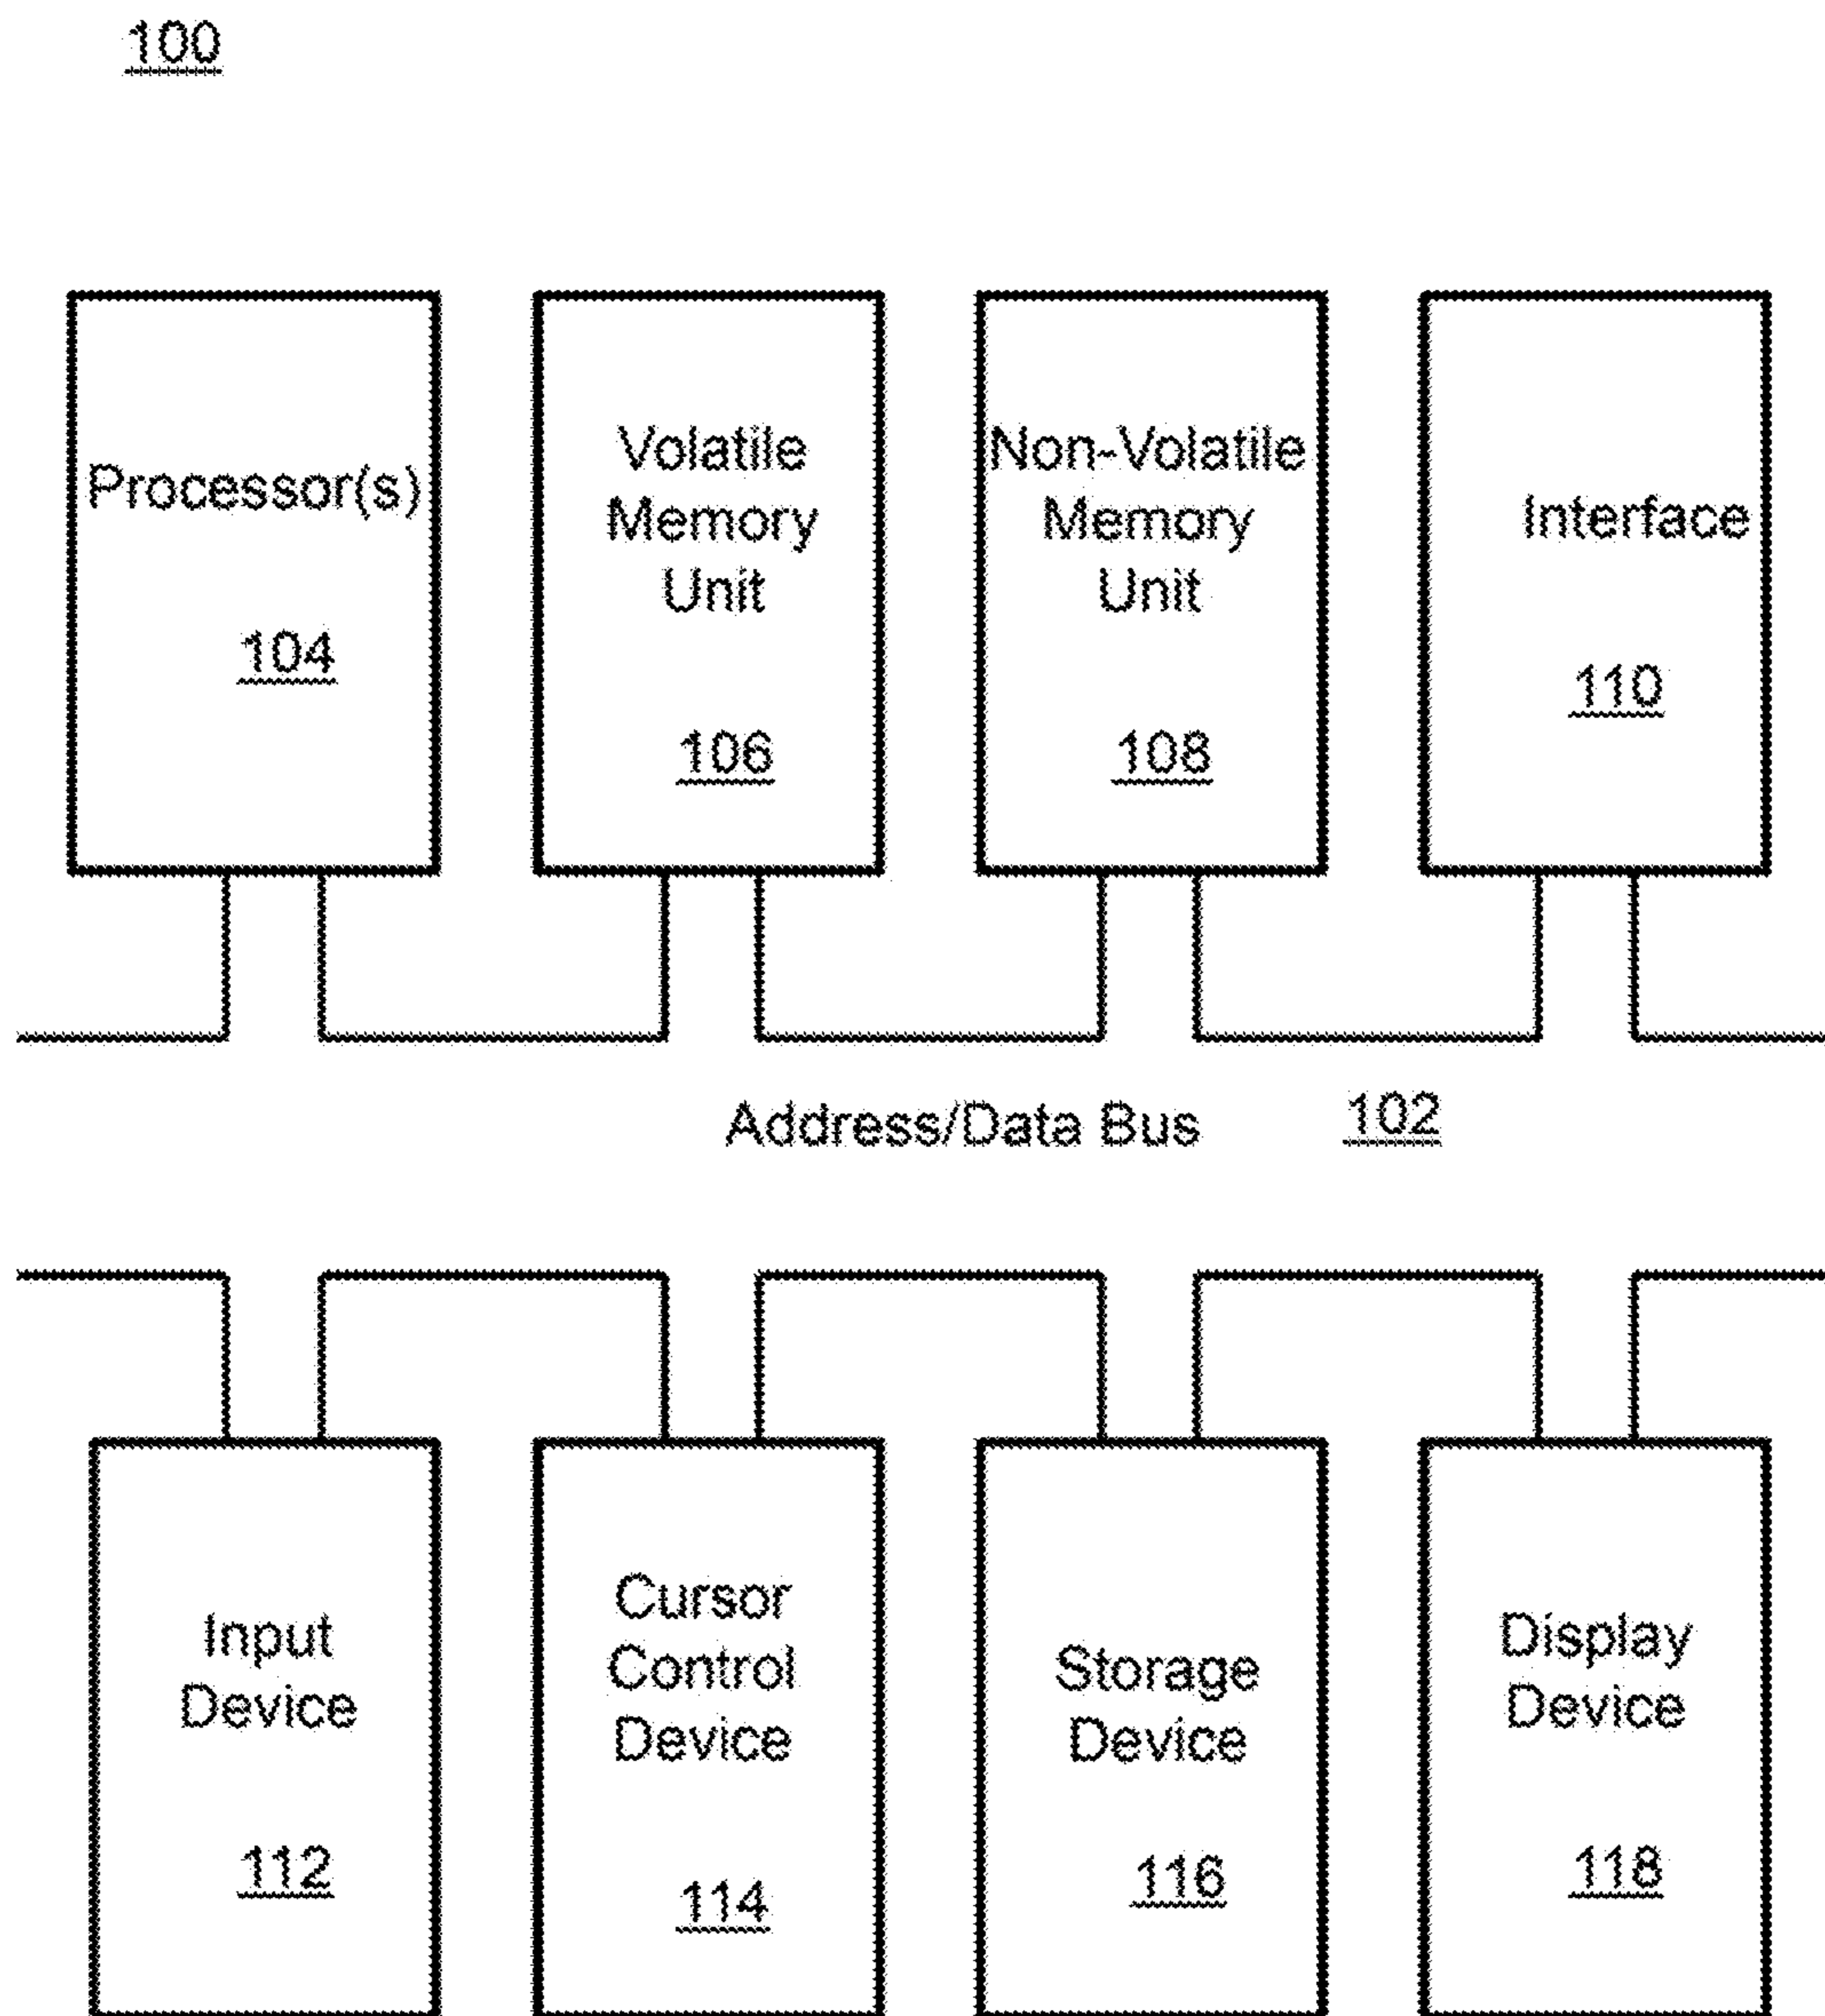 100
Processor(s)
104
Volatile
Memory
Unit
106
Non-Volatile
Memory
Unit
108
Interface
110
Address/Data Bus 102
Input
Device
112
Cursor
Control
Device
114
Storage
Device
116
Display
Device
118